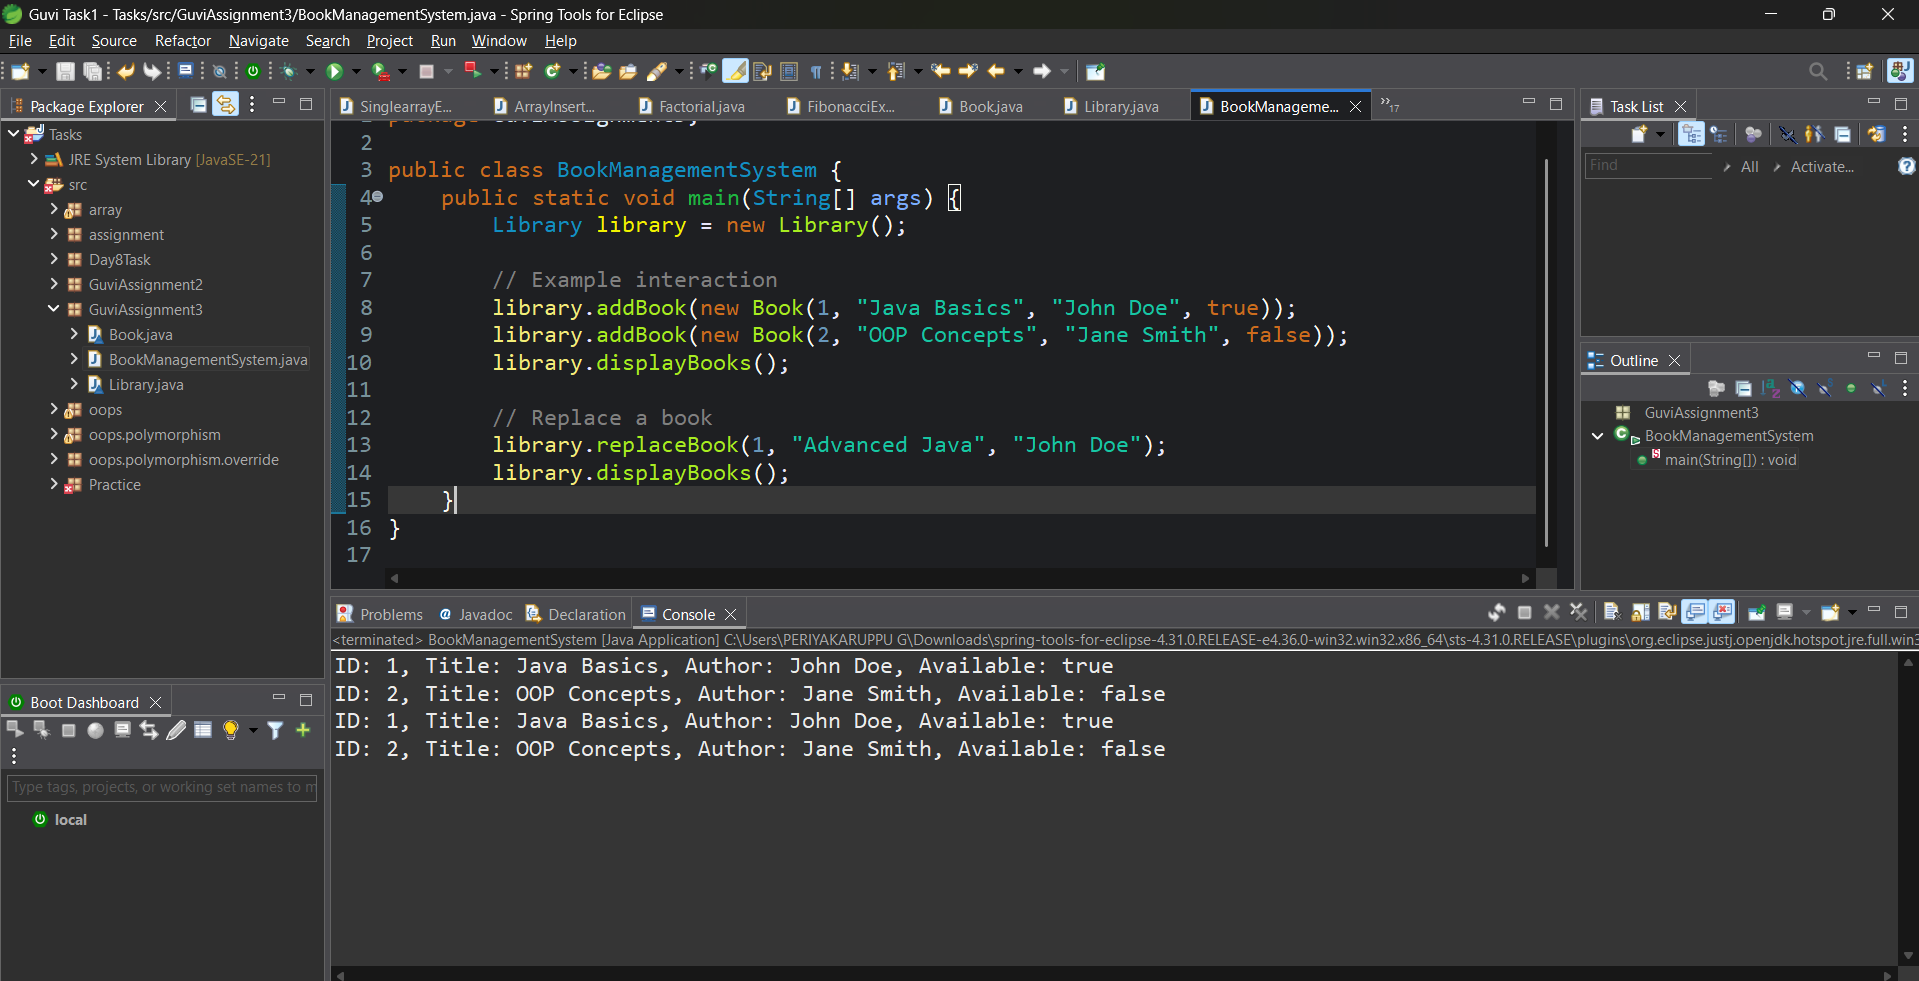 Guvi Task1 - Tasks/src/GuviAssignment3/BookManagementSystem.java - Spring Tools for Eclipse
File Edit Source Refactor Navigate Search Project Run Window Help
Package Explorer
Tasks
JRE System Library [JavaSE-21]
src
array
assignment
Day8Task
GuviAssignment2
GuviAssignment3
Book.java
BookManagementSystem.java
Library.java
oops
oops.polymorphism
oops.polymorphism.override
Practice
Boot Dashboard
Type tags, projects, or working set names to m
local
SinglearrayE... ArrayInsert... Factorial.java FibonacciEx... Book.java Library.java BookManageme... »17
2
3 public class BookManagementSystem {
4 public static void main(String[] args) {
5 Library library = new Library();
6
7 // Example interaction
8 library.addBook(new Book(1, "Java Basics", "John Doe", true));
9 library.addBook(new Book(2, "OOP Concepts", "Jane Smith", false));
10 library.displayBooks();
11
12 // Replace a book
13 library.replaceBook(1, "Advanced Java", "John Doe");
14 library.displayBooks();
15 }
16 }
17
Problems Javadoc Declaration Console
<terminated> BookManagementSystem [Java Application] C:\Users\PERIYAKARUPPU G\Downloads\spring-tools-for-eclipse-4.31.0.RELEASE-e4.36.0-win32.win32.x86_64\sts-4.31.0.RELEASE\plugins\org.eclipse.justj.openjdk.hotspot.jre.full.win3
ID: 1, Title: Java Basics, Author: John Doe, Available: true
ID: 2, Title: OOP Concepts, Author: Jane Smith, Available: false
ID: 1, Title: Java Basics, Author: John Doe, Available: true
ID: 2, Title: OOP Concepts, Author: Jane Smith, Available: false
Task List
Find All Activate...
Outline
GuviAssignment3
BookManagementSystem
main(String[]) : void